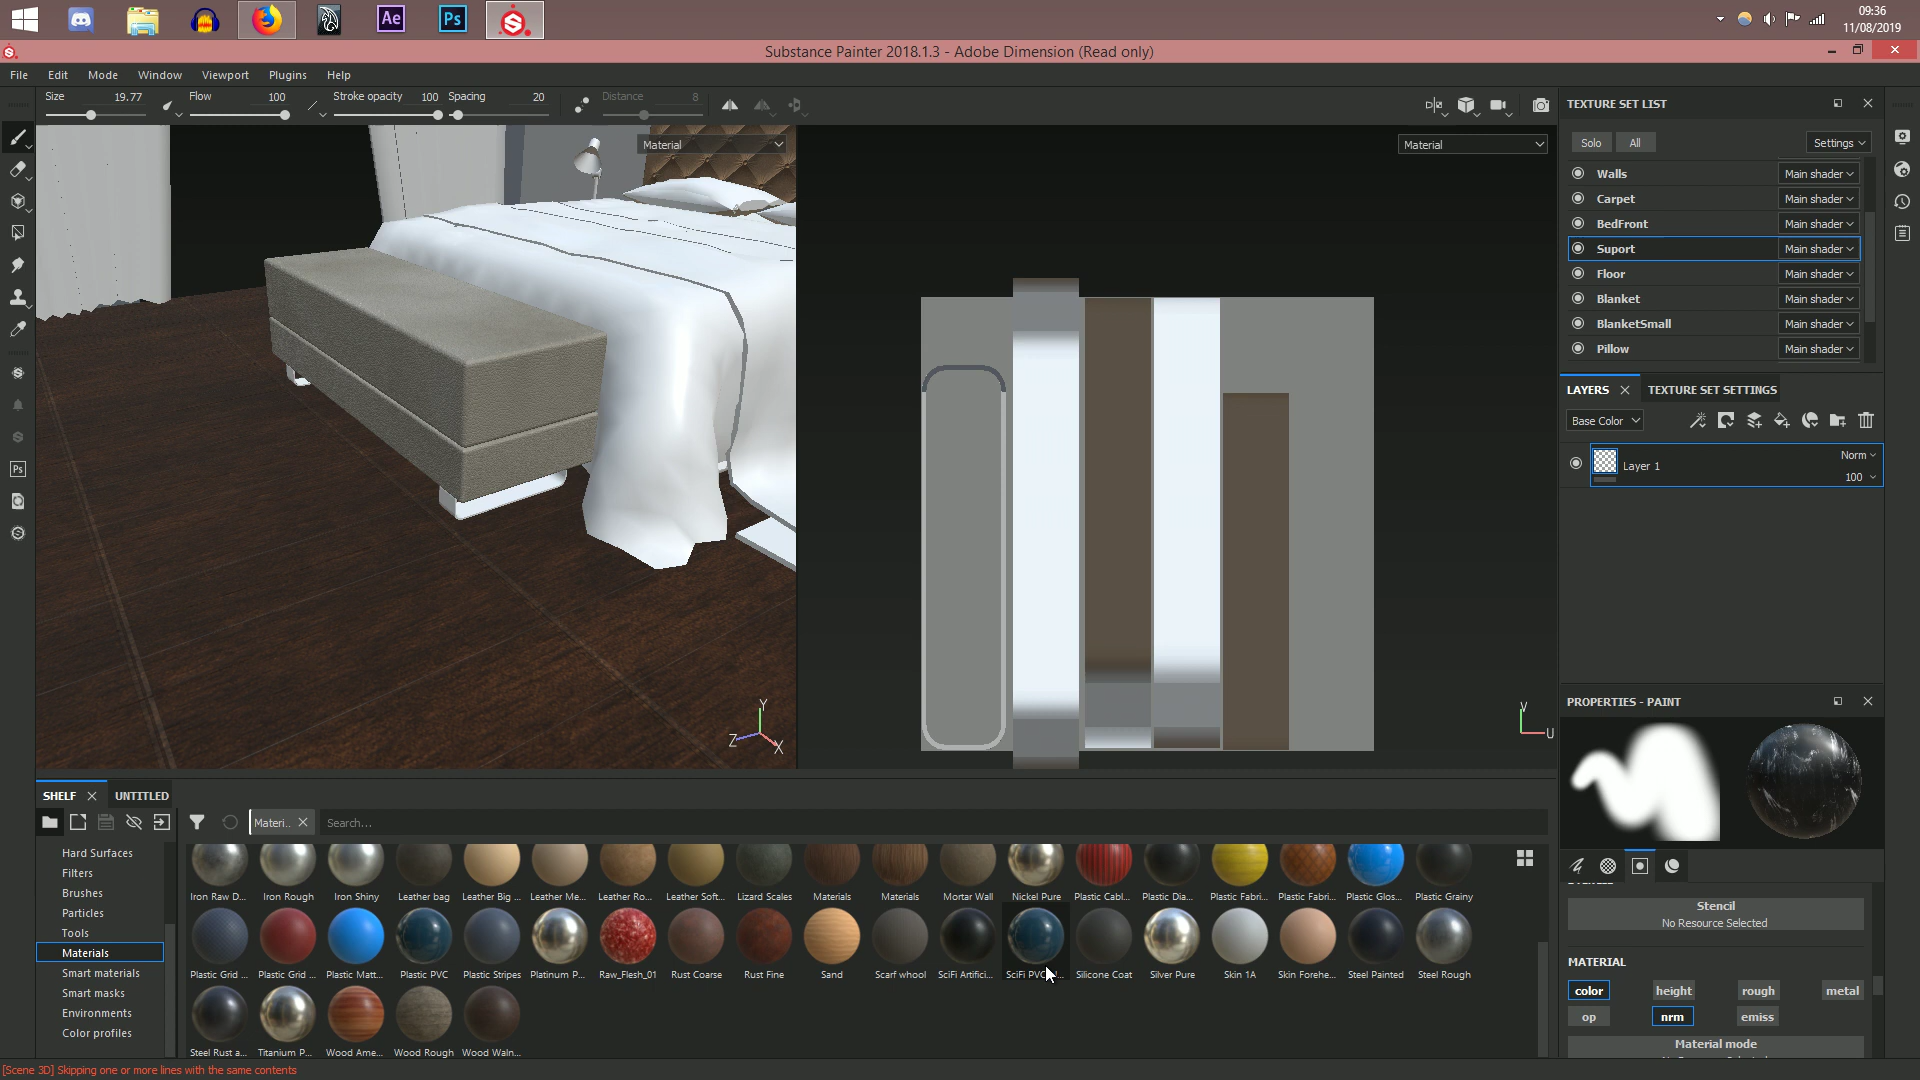 09:36
11/08/2019
Ae
Ps
Substance Painter 2018.1.3 - Adobe Dimension (Read only)
File Edit Mode Window Viewport Plugins Help
Size 19.77 Flow 100 Stroke opacity 100 Spacing 20 Distance 8
Material
Material
Z Y X
V U
TEXTURE SET LIST
Solo All Settings
Walls Main shader
Carpet Main shader
BedFront Main shader
Suport Main shader
Floor Main shader
Blanket Main shader
BlanketSmall Main shader
Pillow Main shader
LAYERS TEXTURE SET SETTINGS
Base Color
Layer 1 Norm
100
PROPERTIES - PAINT
Stencil
No Resource Selected
MATERIAL
color height rough metal
op nrm emiss
Material mode
SHELF UNTITLED
Materi.. Search...
Hard Surfaces
Filters
Brushes
Particles
Tools
Materials
Smart materials
Smart masks
Environments
Color profiles
Iron Raw D... Iron Rough Iron Shiny Leather bag Leather Big ... Leather Me... Leather Ro... Leather Soft... Lizard Scales Materials Materials Mortar Wall Nickel Pure Plastic Cabl... Plastic Dia... Plastic Fabri... Plastic Fabri... Plastic Glos... Plastic Grainy
Plastic Grid ... Plastic Grid ... Plastic Matt... Plastic PVC Plastic Stripes Platinum P... Raw_Flesh_01 Rust Coarse Rust Fine Sand Scarf whool SciFi Artifici... SciFi PVC Silicone Coat Silver Pure Skin 1A Skin Forehe... Steel Painted Steel Rough
Steel Rust a... Titanium P... Wood Ame... Wood Rough Wood Waln...
[Scene 3D] Skipping one or more lines with the same contents